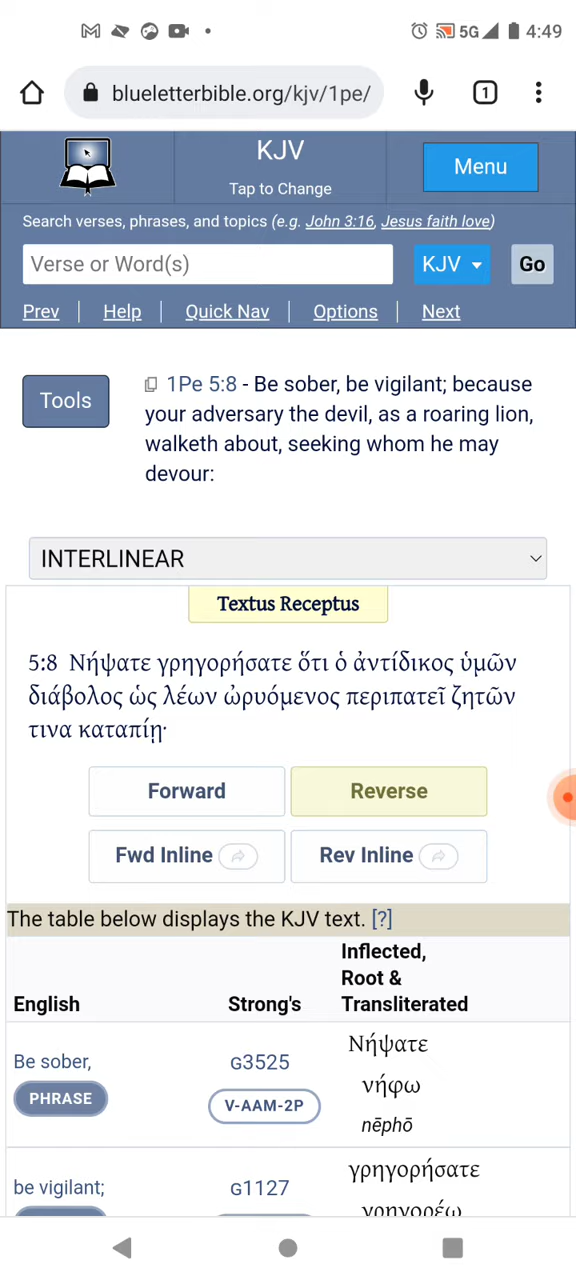 5G 4:49
blueletterbible.org/kjv/1pe/ 1
KJV
Tap to Change
Menu
Search verses, phrases, and topics (e.g. John 3:16, Jesus faith love)
Verse or Word(s) KJV Go
Prev | Help | Quick Nav | Options | Next
Tools
1Pe 5:8 - Be sober, be vigilant; because
your adversary the devil, as a roaring lion,
walketh about, seeking whom he may
devour:
INTERLINEAR
Textus Receptus
5:8 Νήψατε γρηγορήσατε ὅτι ὁ ἀντίδικος ὑμῶν
διάβολος ὡς λέων ὠρυόμενος περιπατεῖ ζητῶν
τινα καταπίῃ·
Forward Reverse
Fwd Inline Rev Inline
The table below displays the KJV text. [?]
Inflected,
Root &
English Strong's Transliterated
Be sober, G3525 Νήψατε
PHRASE V-AAM-2P νήφω
nēphō
be vigilant; G1127 γρηγορήσατε
γρηγορέω